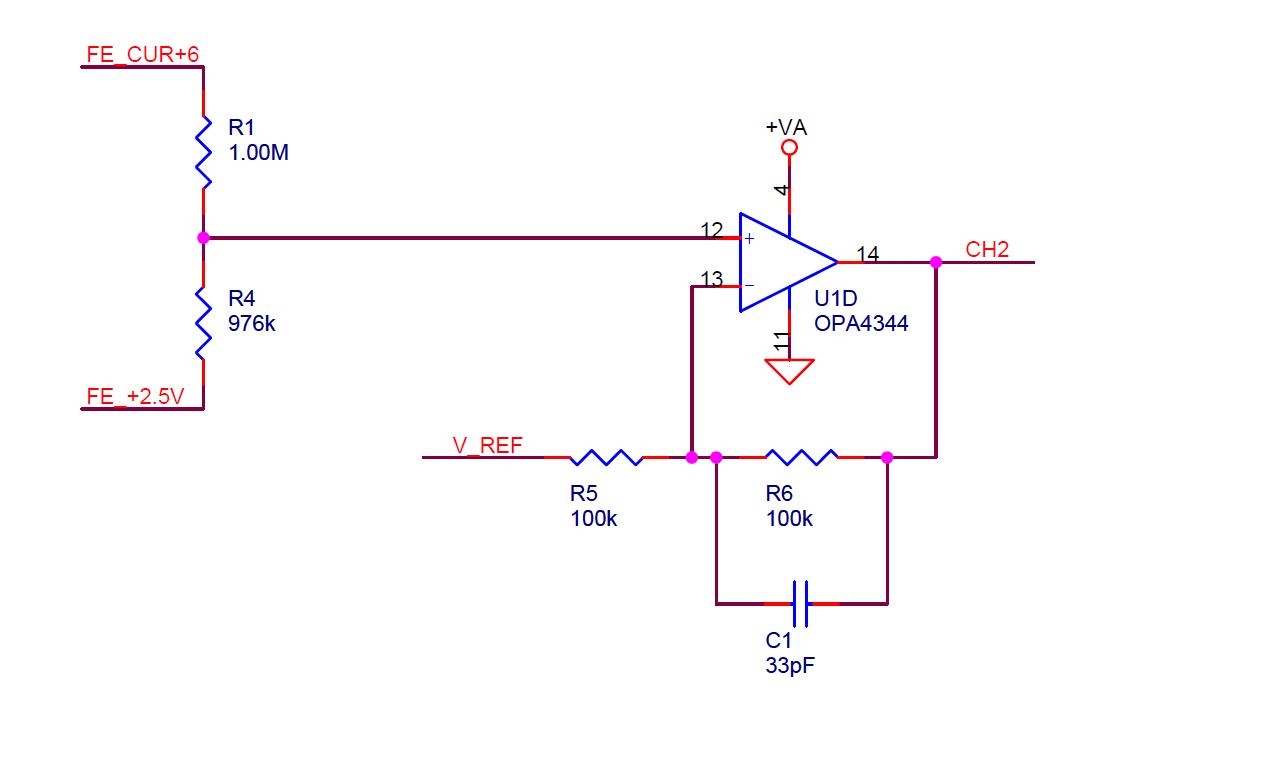 FE_CUR+6
R1
1.00M
+VA
4
12
+
14
CH2
13
−
U1D
OPA4344
11
R4
976k
FE_+2.5V
V_REF
R5
100k
R6
100k
C1
33pF